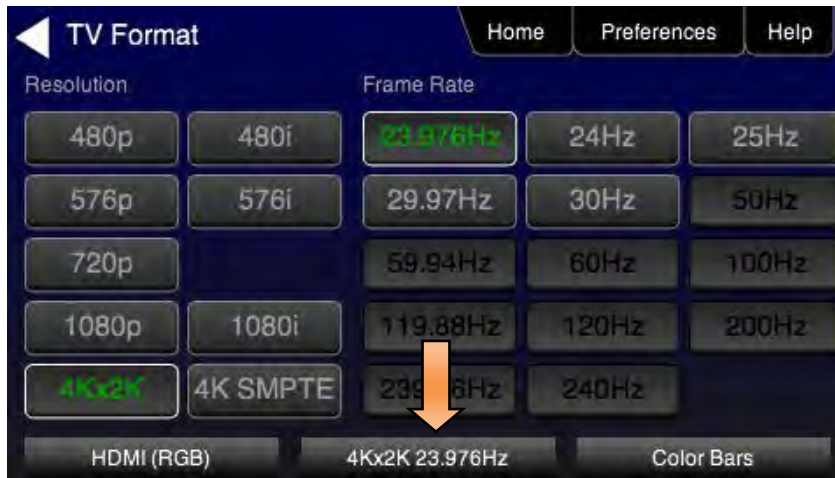 TV Format Home Preferences Help
Resolution Frame Rate
480p 480i 23.976Hz 24Hz 25Hz
576p 576i 29.97Hz 30Hz 50Hz
720p 59.94Hz 60Hz 100Hz
1080p 1080i 119.88Hz 120Hz 200Hz
4Kx2K 4K SMPTE 240Hz
HDMI (RGB) 4Kx2K 23.976Hz Color Bars